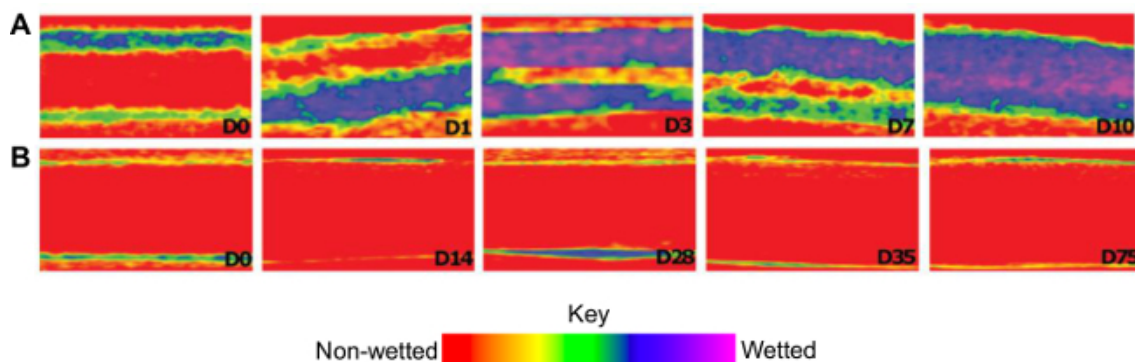 A
D0 D1 D3 D7 D10
B
D0 D14 D28 D35 D75
Key
Non-wetted Wetted